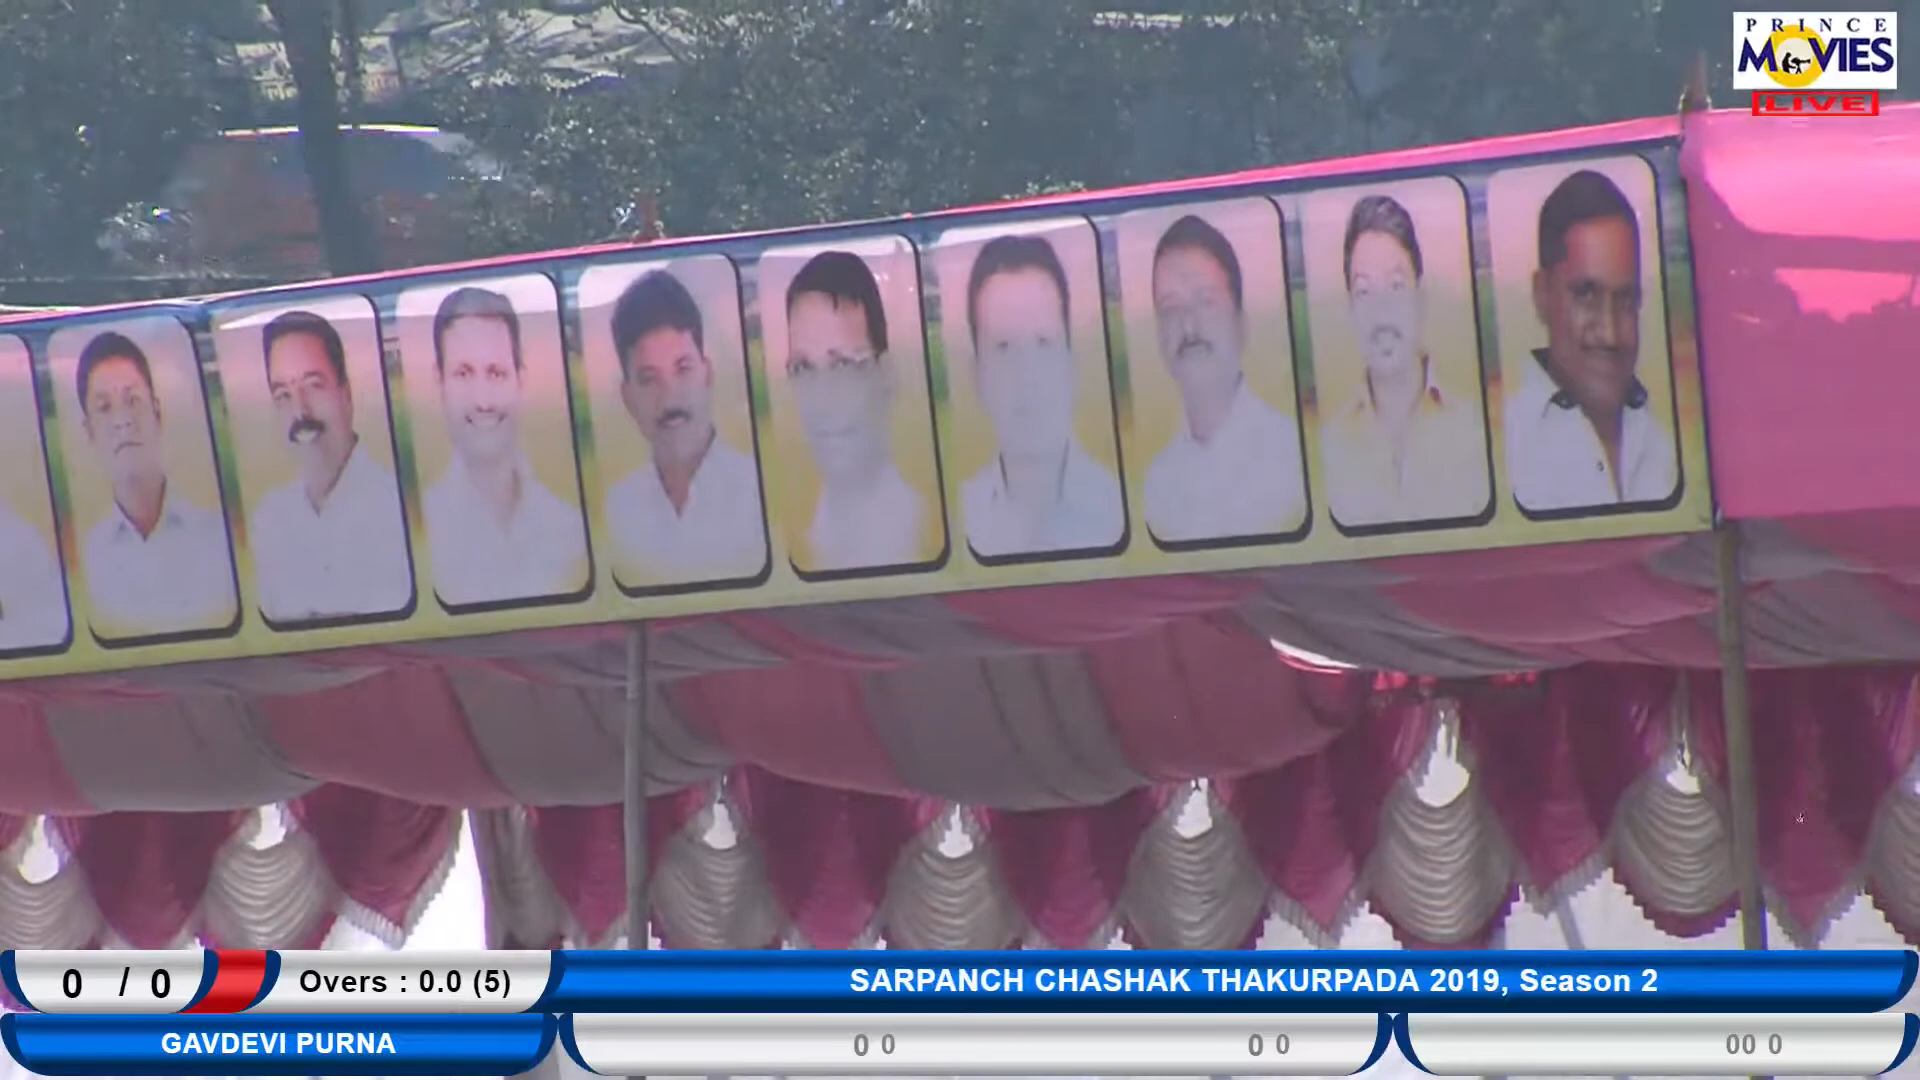 PRINCE
MOVIES
LIVE
0 / 0
Overs : 0.0 (5)
SARPANCH CHASHAK THAKURPADA 2019, Season 2
GAVDEVI PURNA
0 0
0 0
00 0